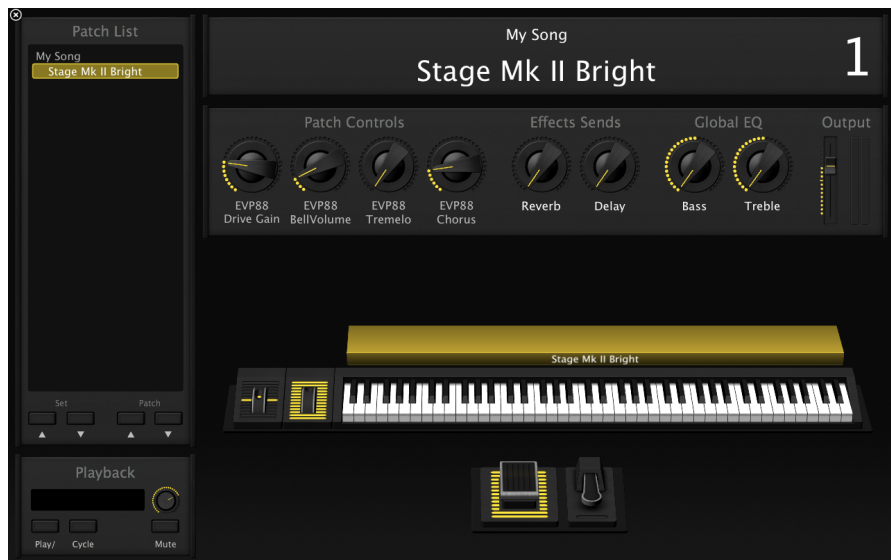 Patch List
My Song
Stage Mk II Bright
Set
Patch
Playback
Play/
Cycle
Mute
My Song
Stage Mk II Bright
1
Patch Controls
Effects Sends
Global EQ
Output
EVP88
Drive Gain
EVP88
BellVolume
EVP88
Tremelo
EVP88
Chorus
Reverb
Delay
Bass
Treble
Stage Mk II Bright